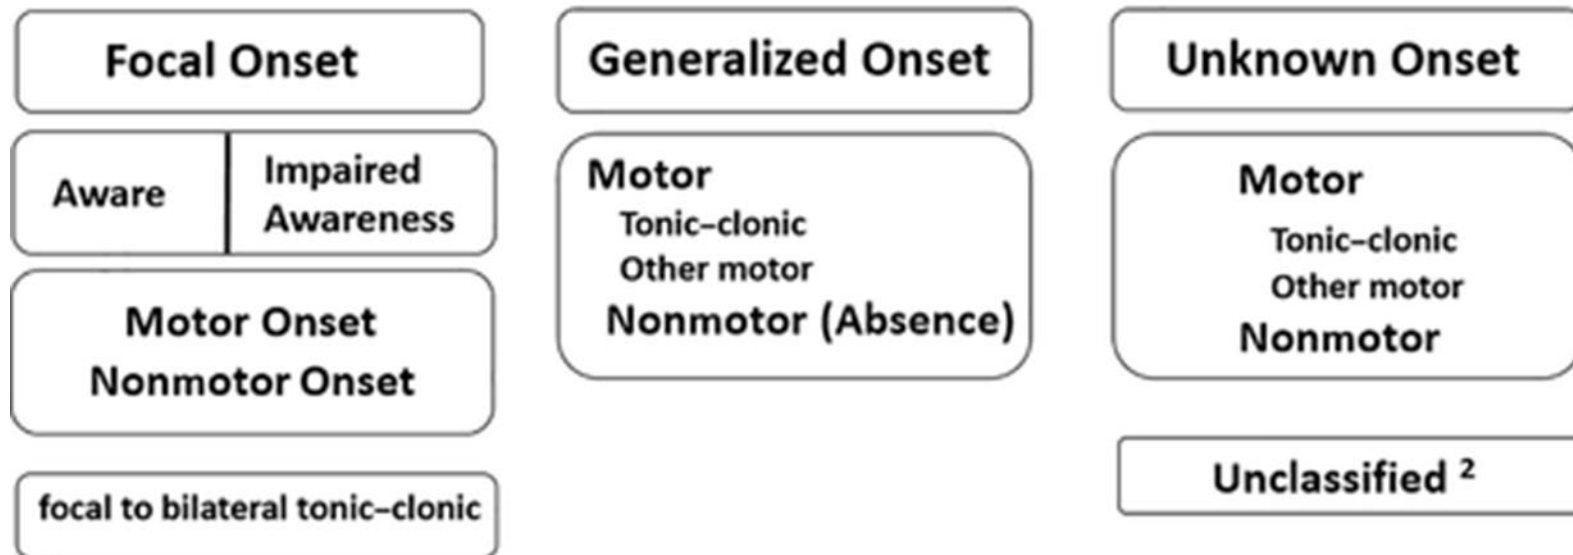 Focal Onset
Aware
Impaired
Awareness
Motor Onset
Nonmotor Onset
focal to bilateral tonic–clonic
Generalized Onset
Motor
Tonic–clonic
Other motor
Nonmotor (Absence)
Unknown Onset
Motor
Tonic–clonic
Other motor
Nonmotor
Unclassified ²